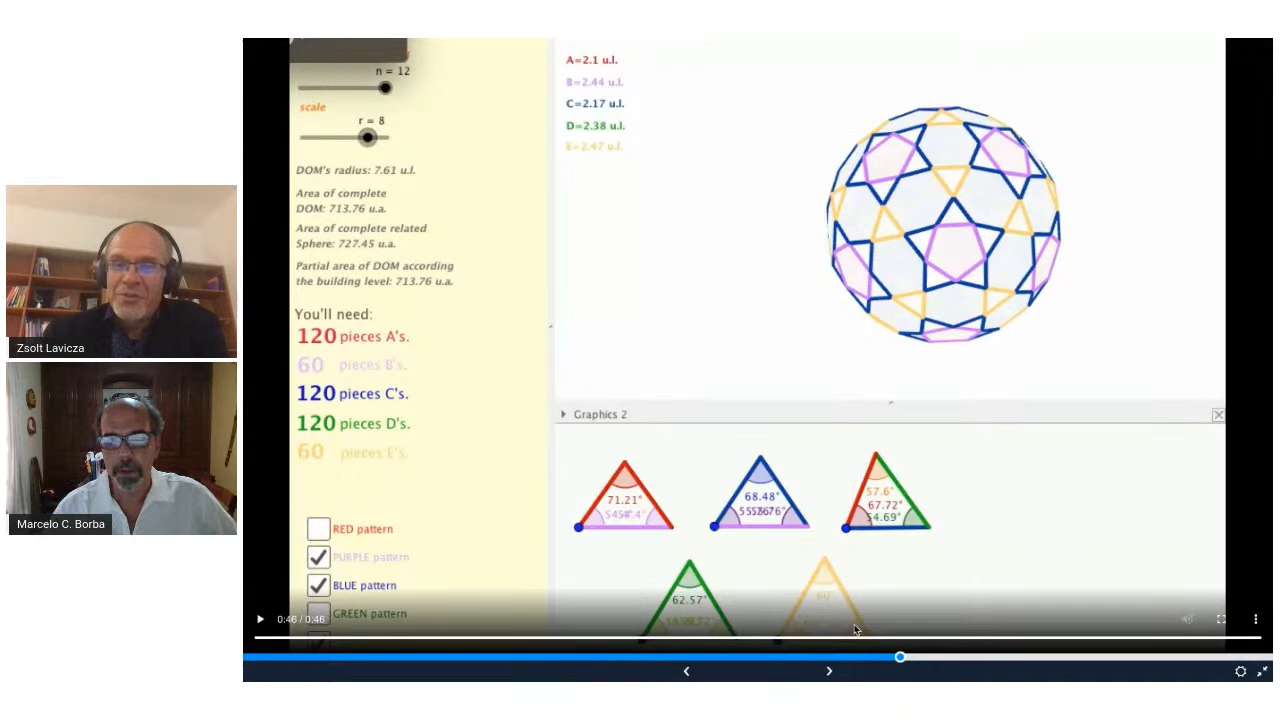 n = 12
scale
r = 8
DOM's radius: 7.61 u.l.
Area of complete
DOM: 713.76 u.a.
Area of complete related
Sphere: 727.45 u.a.
Partial area of DOM according
the building level: 713.76 u.a.
You'll need:
120 pieces A's.
60 pieces B's.
120 pieces C's.
120 pieces D's.
60 pieces E's.
RED pattern
PURPLE pattern
BLUE pattern
GREEN pattern
A=2.1 u.l.
B=2.44 u.l.
C=2.17 u.l.
D=2.38 u.l.
E=2.47 u.l.
Graphics 2
71.21°
68.48°
57.6°
67.72°
54.69°
62.57°
60°
0:46 / 0:46
Zsolt Lavicza
Marcelo C. Borba